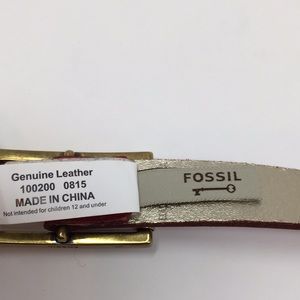 Genuine Leather
100200 0815
MADE IN CHINA
Not intended for children 12 and under
FOSSIL